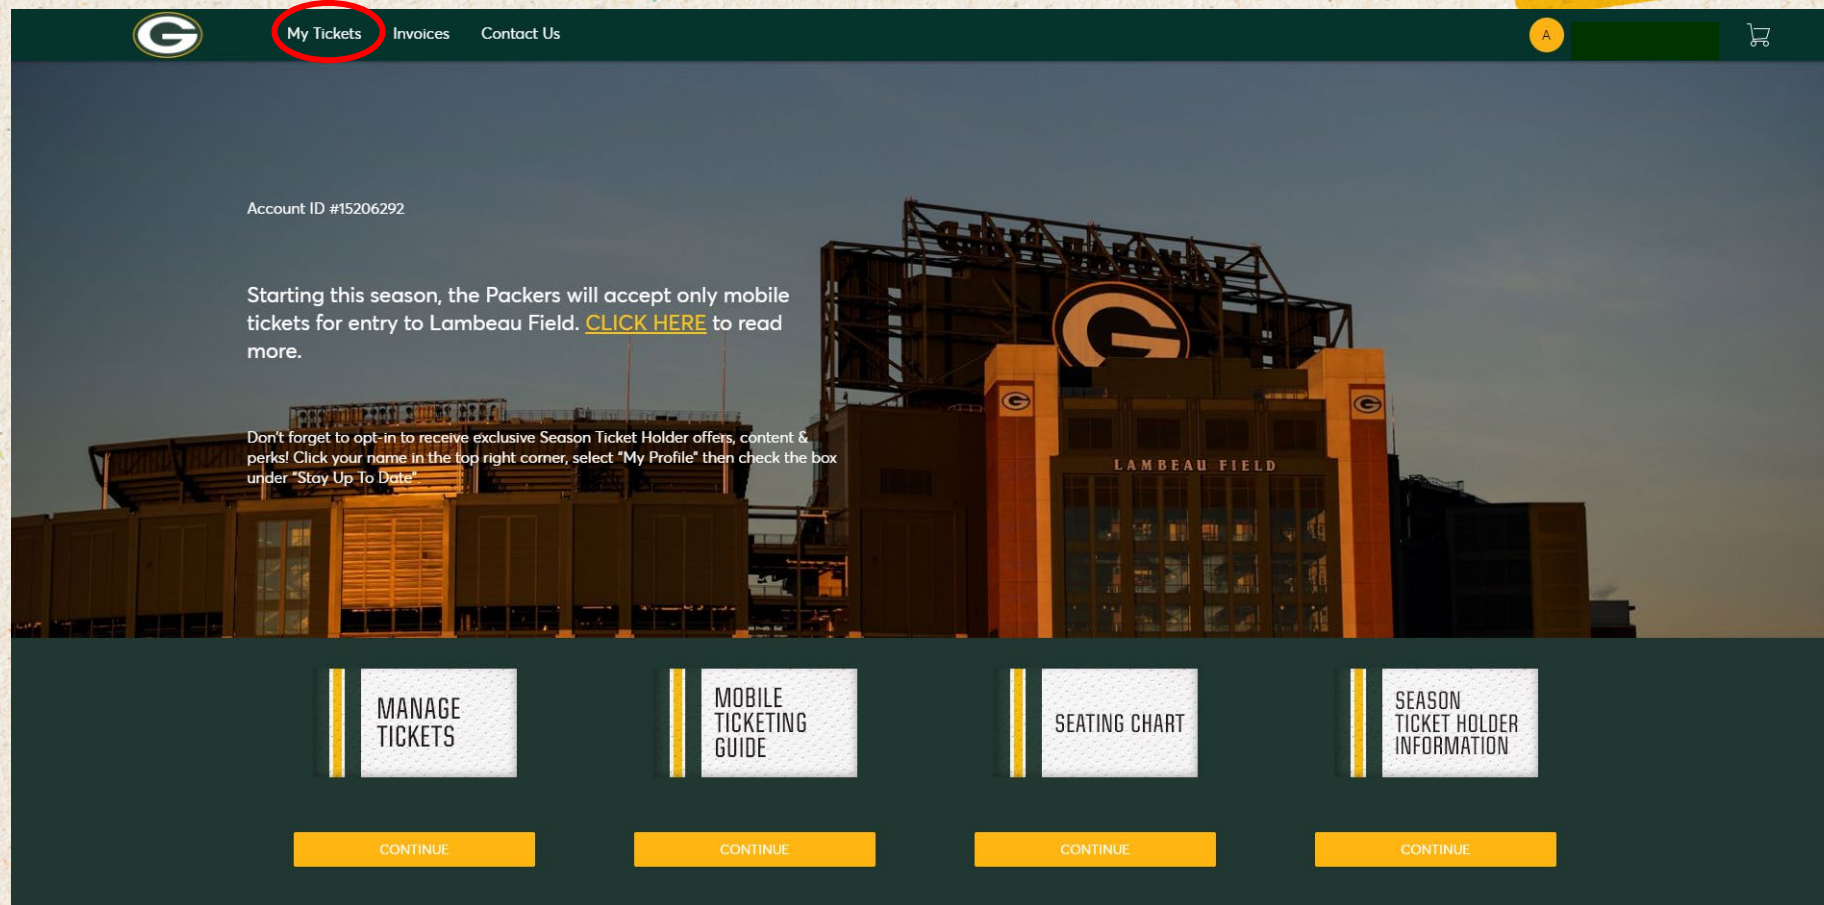 My Tickets Invoices Contact Us
A
Account ID #15206292
Starting this season, the Packers will accept only mobile
tickets for entry to Lambeau Field. CLICK HERE to read
more.
Don't forget to opt-in to receive exclusive Season Ticket Holder offers, content &
perks! Click your name in the top right corner, select "My Profile" then check the box
under "Stay Up To Date".
G
G
G
G
LAMBEAU FIELD
MANAGE
TICKETS
MOBILE
TICKETING
GUIDE
SEATING CHART
SEASON
TICKET HOLDER
INFORMATION
CONTINUE
CONTINUE
CONTINUE
CONTINUE